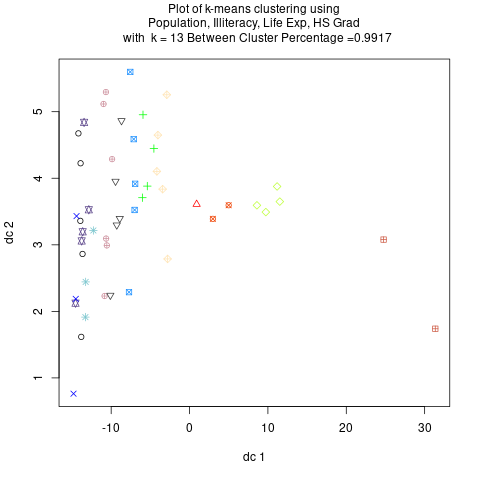 Plot of k-means clustering using
Population, Illiteracy, Life Exp, HS Grad
with k = 13 Between Cluster Percentage =0.9917
5
4
3
2
1
dc 2
-10 0 10 20 30
dc 1